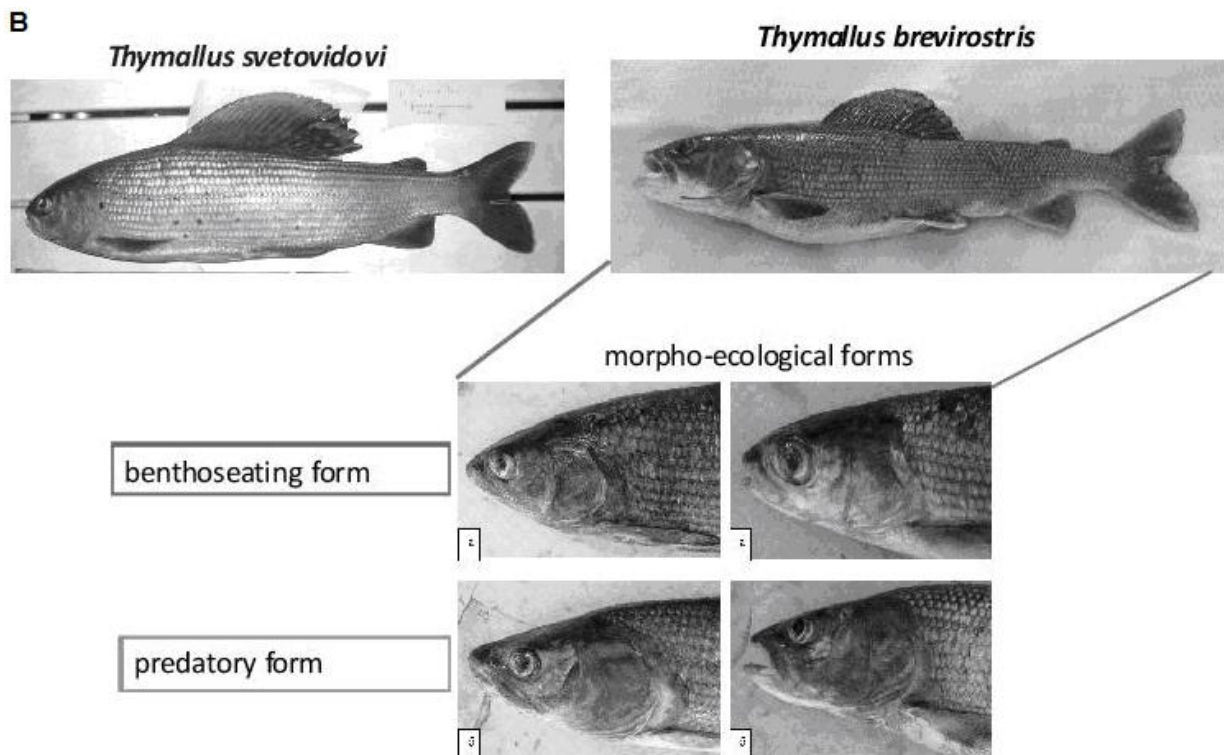 B
Thymallus svetovidovi
Thymallus brevirostris
morpho-ecological forms
benthoseating form
predatory form